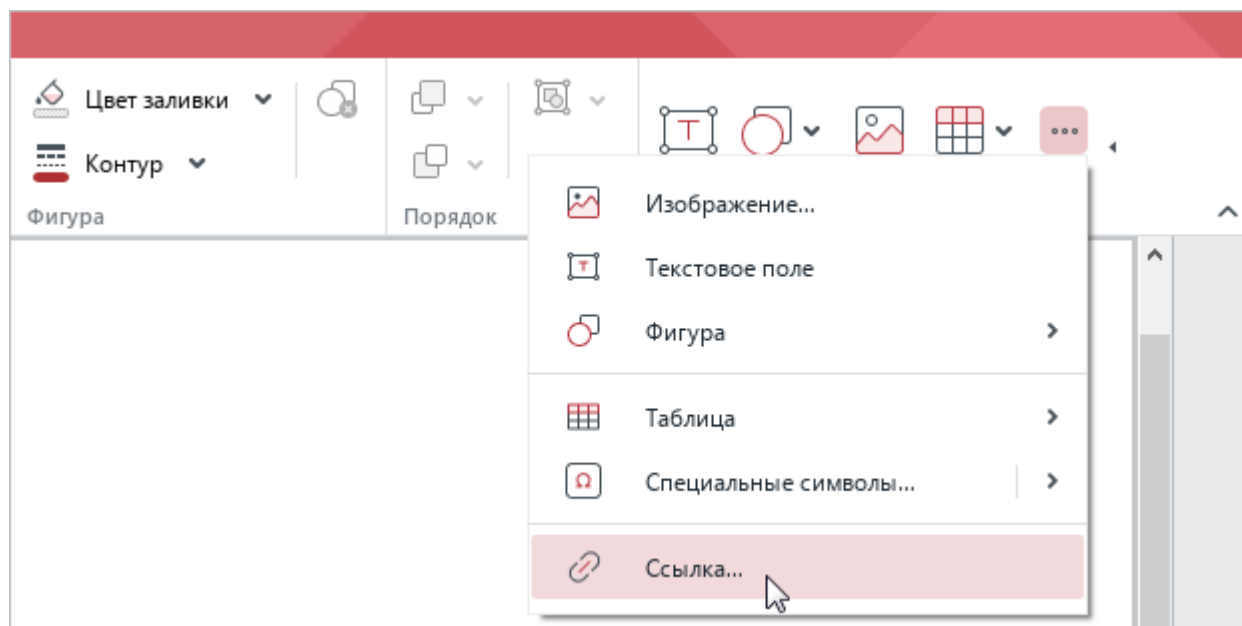 Цвет заливки
Контур
Фигура
Порядок
Изображение...
Текстовое поле
Фигура
Таблица
Специальные символы...
Ссылка...